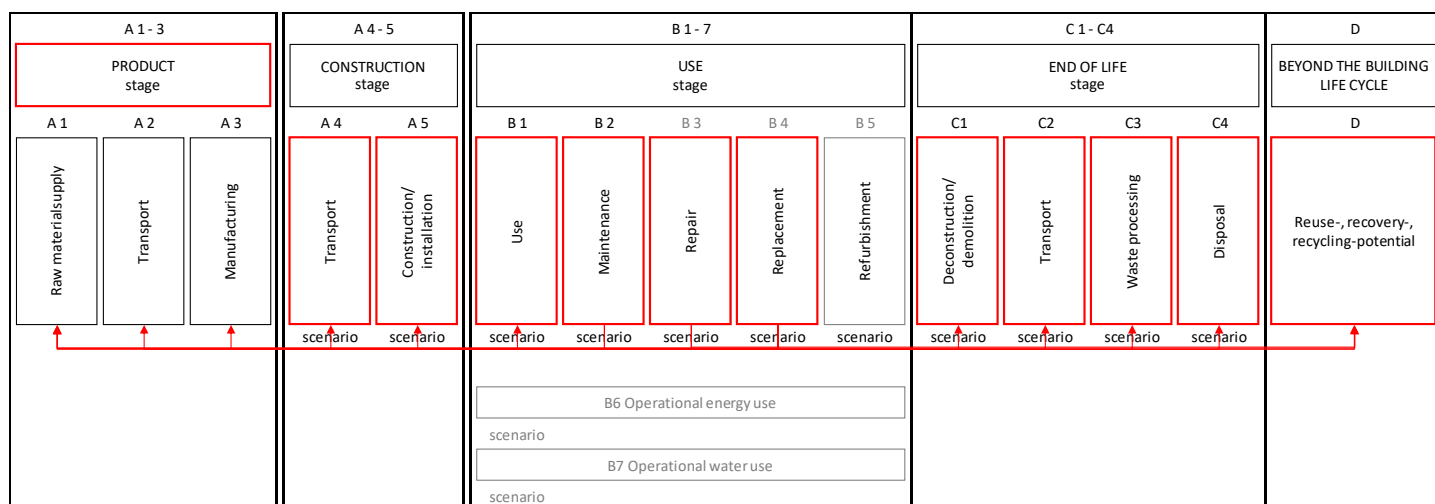 A 1 - 3
A 4 - 5
B 1 - 7
C 1 - C4
D
PRODUCT
stage
CONSTRUCTION
stage
USE
stage
END OF LIFE
stage
BEYOND THE BUILDING
LIFE CYCLE
A 1
A 2
A 3
A 4
A 5
B 1
B 2
B 3
B 4
B 5
C1
C2
C3
C4
D
Raw materialsupply
Transport
Manufacturing
Transport
Construction/
installation
Use
Maintenance
Repair
Replacement
Refurbishment
Deconstruction/
demolition
Transport
Waste processing
Disposal
Reuse-, recovery-,
recycling-potential
scenario
scenario
scenario
scenario
scenario
scenario
scenario
scenario
scenario
scenario
scenario
B6 Operational energy use
scenario
B7 Operational water use
scenario